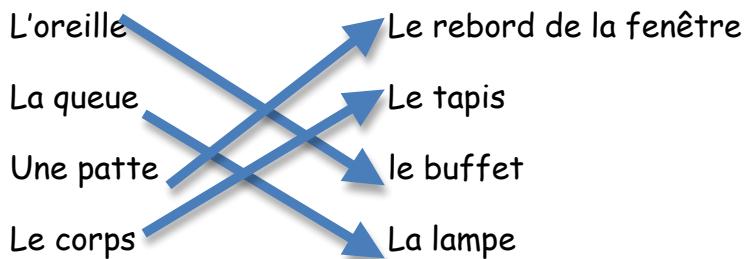 L'oreille Le rebord de la fenêtre
La queue Le tapis
Une patte le buffet
Le corps La lampe